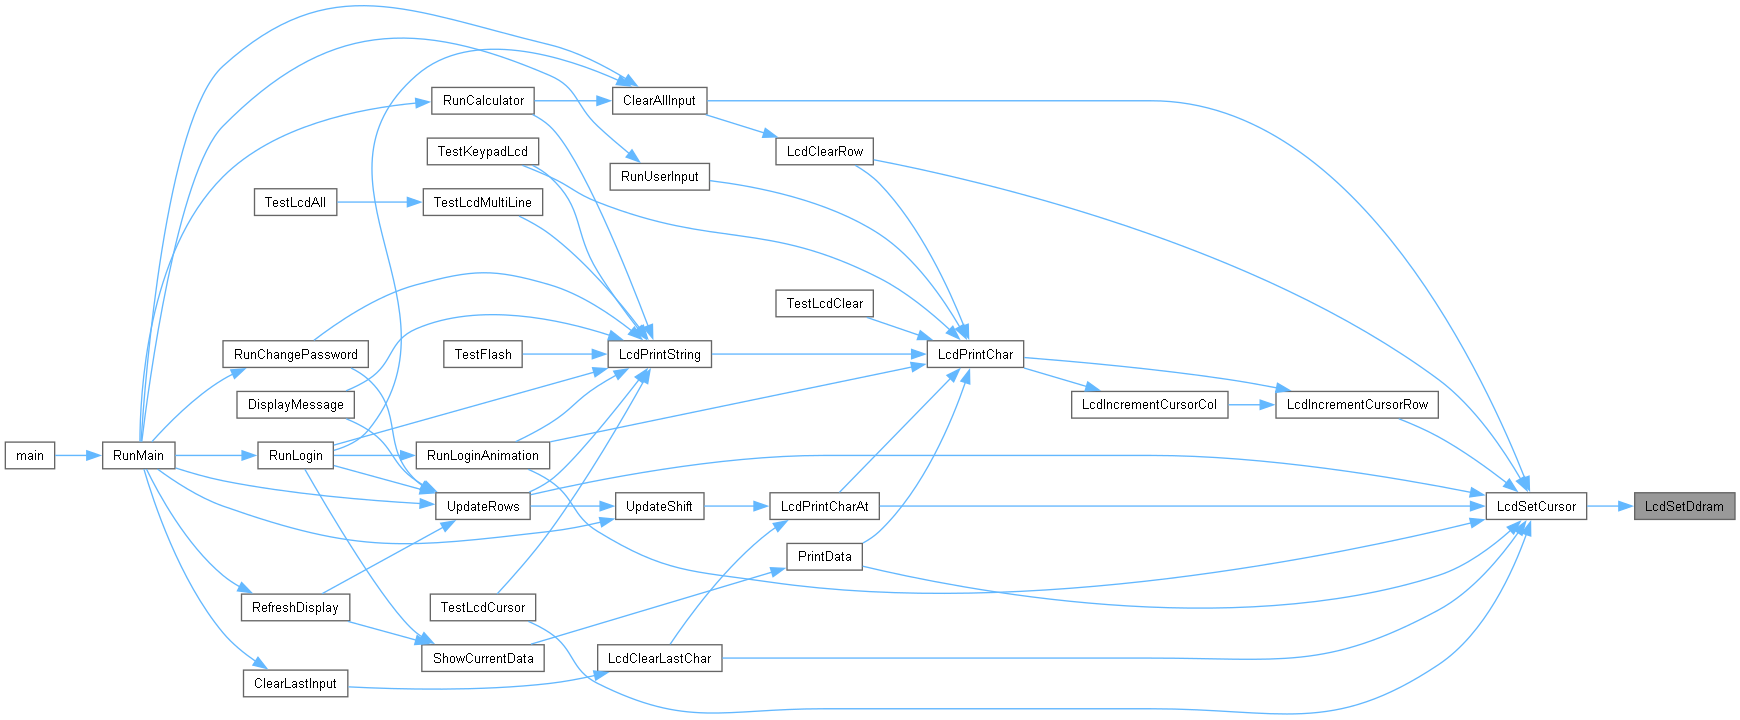 ClearAllInput
RunCalculator
TestKeypadLcd
LcdClearRow
RunUserInput
TestLcdAll
TestLcdMultiLine
TestLcdClear
RunChangePassword
TestFlash
LcdPrintString
LcdPrintChar
DisplayMessage
LcdIncrementCursorCol
LcdIncrementCursorRow
main
RunMain
RunLogin
RunLoginAnimation
UpdateRows
UpdateShift
LcdPrintCharAt
LcdSetCursor
LcdSetDdram
PrintData
RefreshDisplay
TestLcdCursor
ShowCurrentData
LcdClearLastChar
ClearLastInput